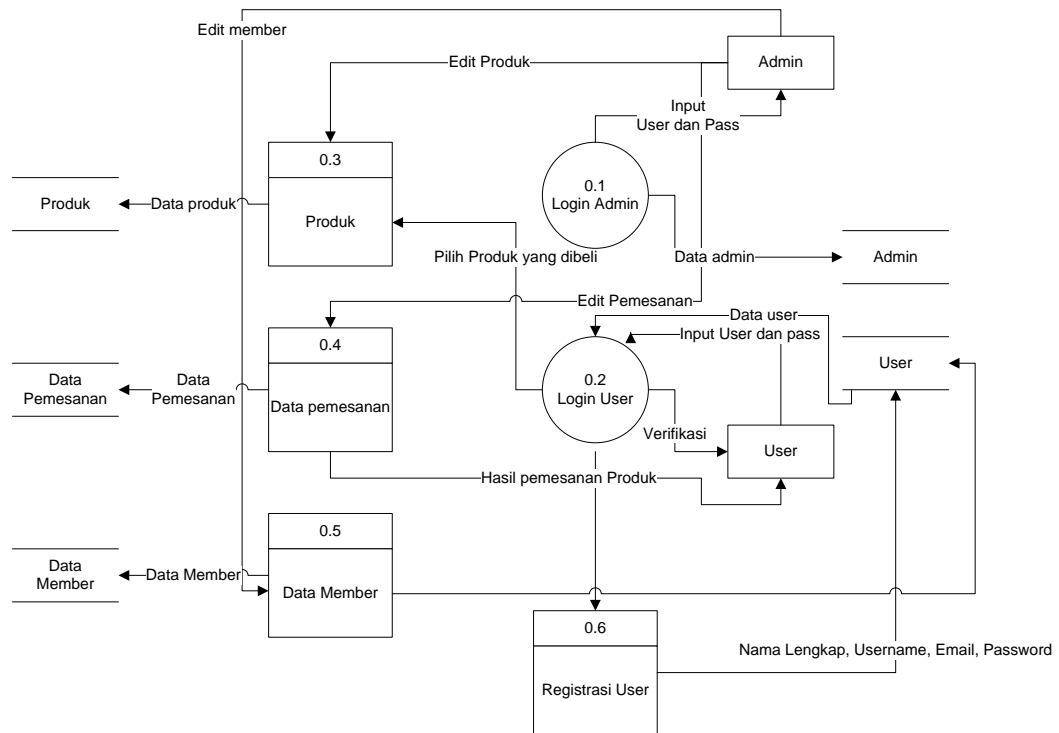 Edit member
Edit Produk
Admin
Input
User dan Pass
0.3
Produk
0.1
Login Admin
Produk
Data produk
Pilih Produk yang dibeli
Data admin
Admin
Edit Pemesanan
Data user
Input User dan pass
0.4
Data pemesanan
0.2
Login User
User
Data
Pemesanan
Data
Pemesanan
Verifikasi
User
Hasil pemesanan Produk
0.5
Data Member
Data
Member
Data Member
0.6
Registrasi User
Nama Lengkap, Username, Email, Password